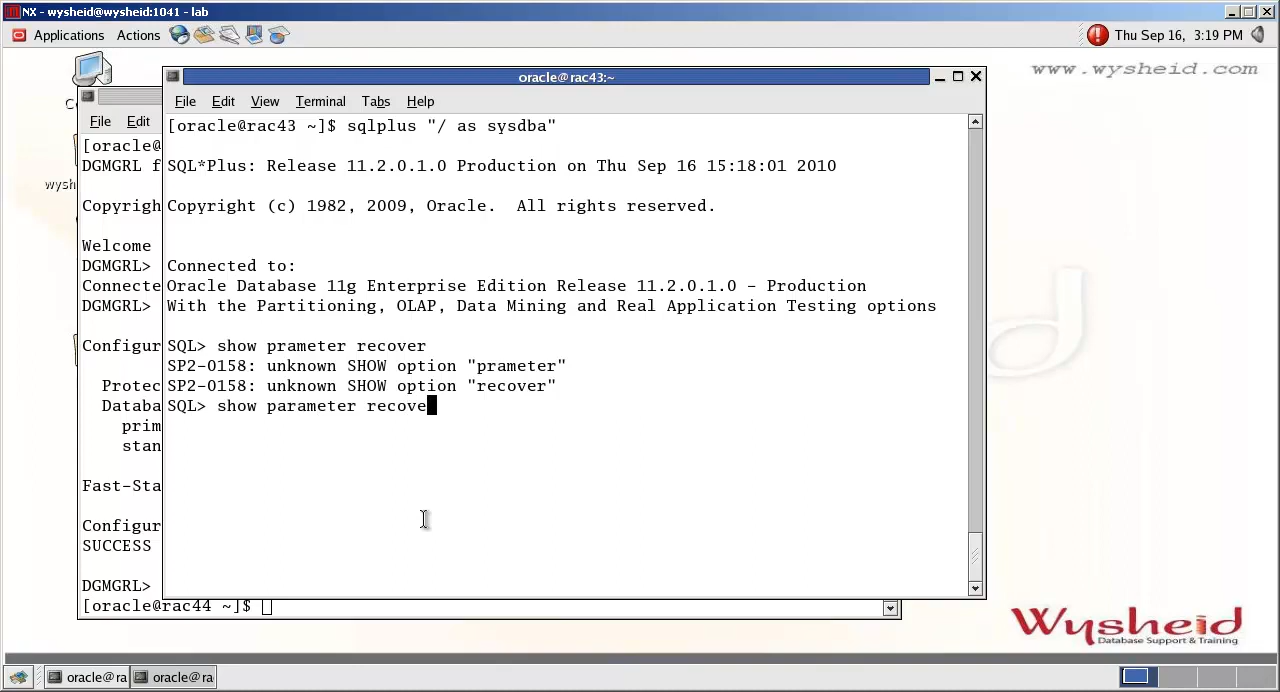 NX - wysheid@wysheid:1041 - lab
Applications Actions
Thu Sep 16, 3:19 PM
www.wysheid.com
oracle@rac43:~
File Edit View Terminal Tabs Help
[oracle@rac43 ~]$ sqlplus "/ as sysdba"
SQL*Plus: Release 11.2.0.1.0 Production on Thu Sep 16 15:18:01 2010
Copyright (c) 1982, 2009, Oracle.  All rights reserved.
Connected to:
Oracle Database 11g Enterprise Edition Release 11.2.0.1.0 - Production
With the Partitioning, OLAP, Data Mining and Real Application Testing options
SQL> show prameter recover
SP2-0158: unknown SHOW option "prameter"
SP2-0158: unknown SHOW option "recover"
SQL> show parameter recove
File Edit
[oracle@
DGMGRL f
Copyrigh
Welcome
DGMGRL>
Connecte
DGMGRL>
Configur
Protec
Databa
prim
stan
Fast-Sta
Configur
SUCCESS
DGMGRL>
[oracle@rac44 ~]$
C
wysh
Wysheid
Database Support & Training
oracle@ra
oracle@ra